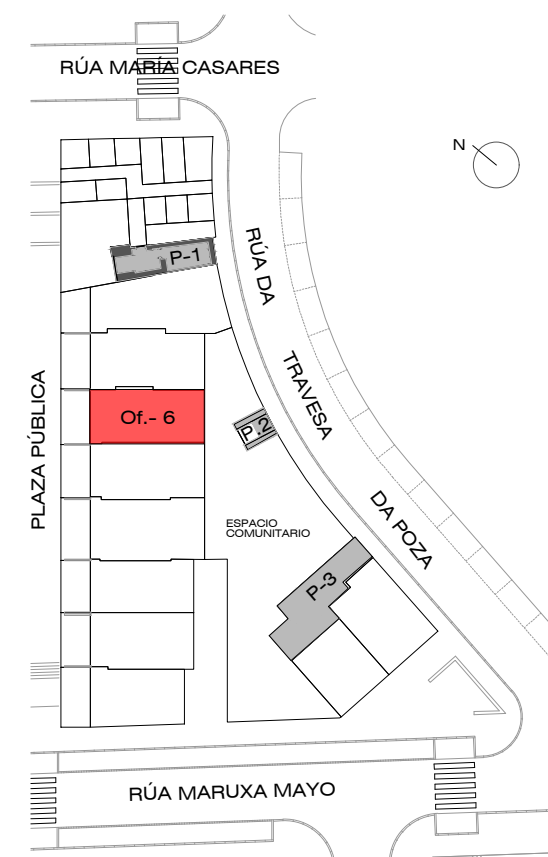 RÚA MARÍA CASARES
N
P-1
RÚA DA
TRAVESA
DA POZA
PLAZA PÚBLICA
Of.- 6
P.2
ESPACIO
COMUNITARIO
P-3
RÚA MARUXA MAYO